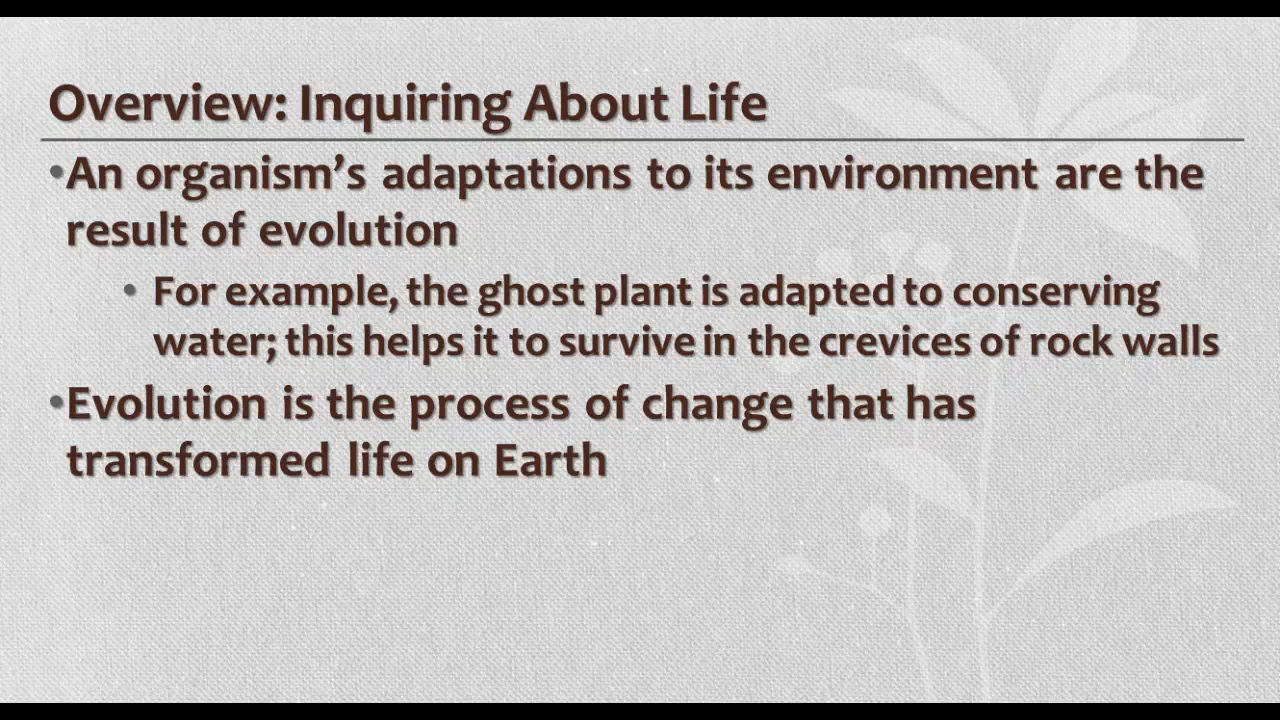 Overview: Inquiring About Life
•An organism’s adaptations to its environment are the
result of evolution
• For example, the ghost plant is adapted to conserving
water; this helps it to survive in the crevices of rock walls
•Evolution is the process of change that has
transformed life on Earth